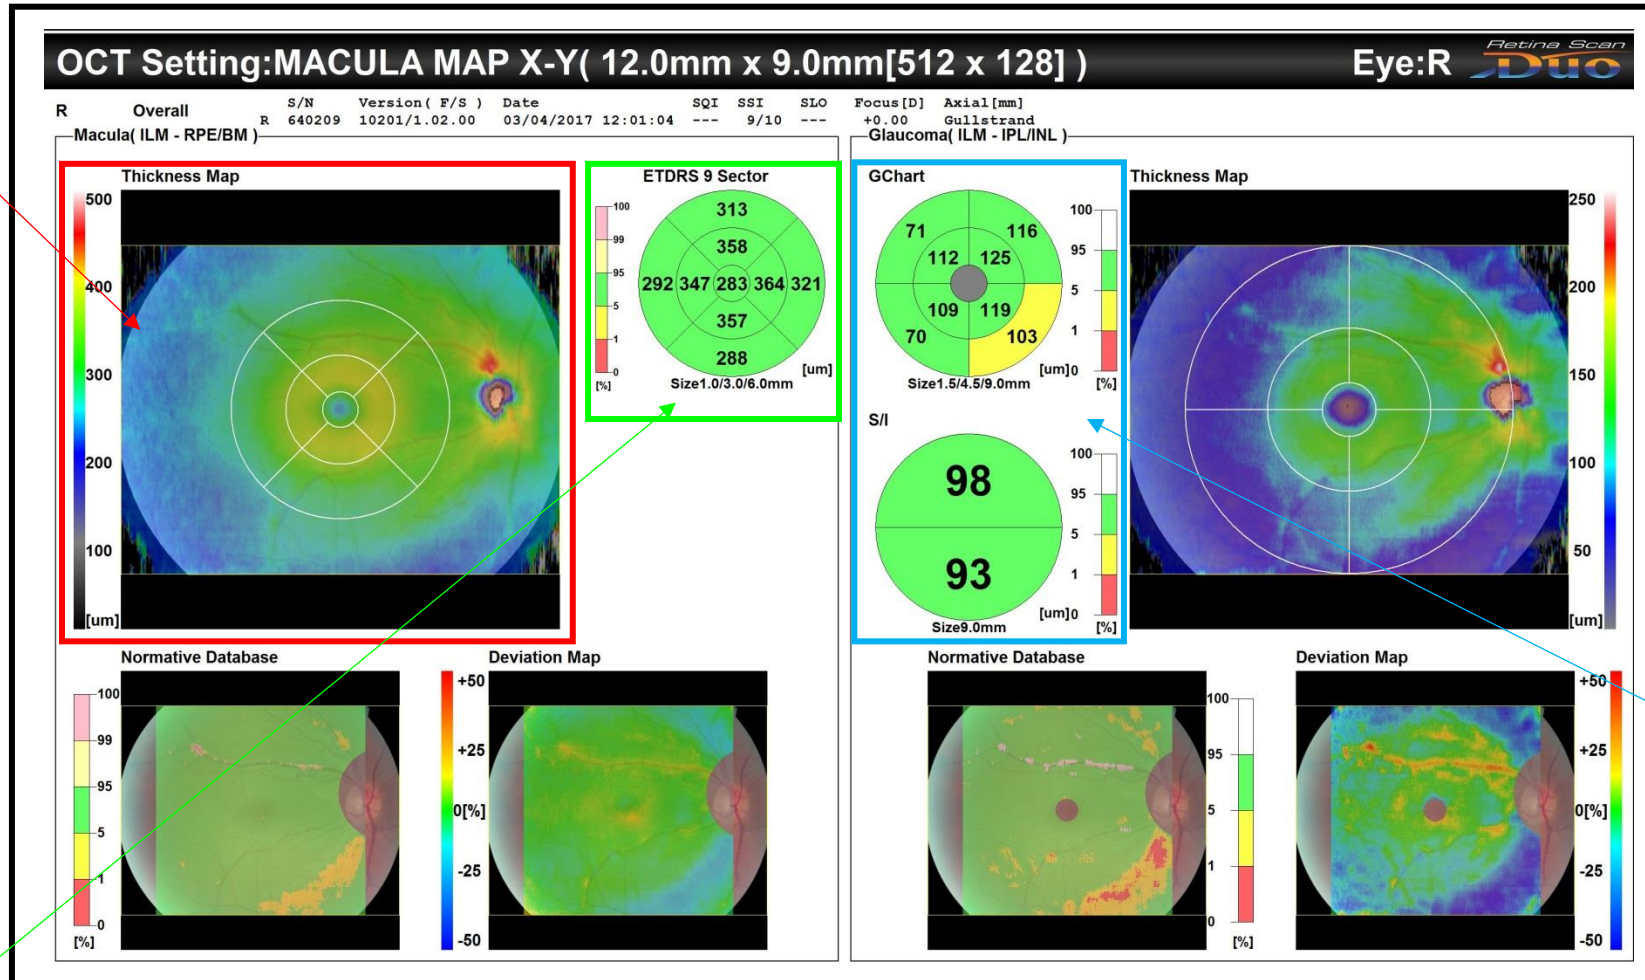 OCT Setting:MACULA MAP X-Y( 12.0mm x 9.0mm[512 x 128] )
Eye:R
Retina Scan
Duo
R Overall
S/N Version( F/S ) Date SQI SSI SLO Focus[D] Axial[mm]
R 640209 10201/1.02.00 03/04/2017 12:01:04 --- 9/10 --- +0.00 Gullstrand
Macula( ILM - RPE/BM )
Thickness Map
500
400
300
200
100
[um]
ETDRS 9 Sector
100
99
95
5
1
0
[%]
313
358
292 347 283 364 321
357
288
[um]
Size1.0/3.0/6.0mm
Normative Database
100
99
95
5
1
0
[%]
Deviation Map
+50
+25
0[%]
-25
-50
Glaucoma( ILM - IPL/INL )
GChart
71 116
112 125
109 119
70 103
[um]
Size1.5/4.5/9.0mm
100
95
5
1
0
[%]
S/I
98
93
[um]
Size9.0mm
100
95
5
1
0
[%]
Thickness Map
250
200
150
100
50
[um]
Normative Database
100
95
5
1
0
[%]
Deviation Map
+50
+25
0[%]
-25
-50